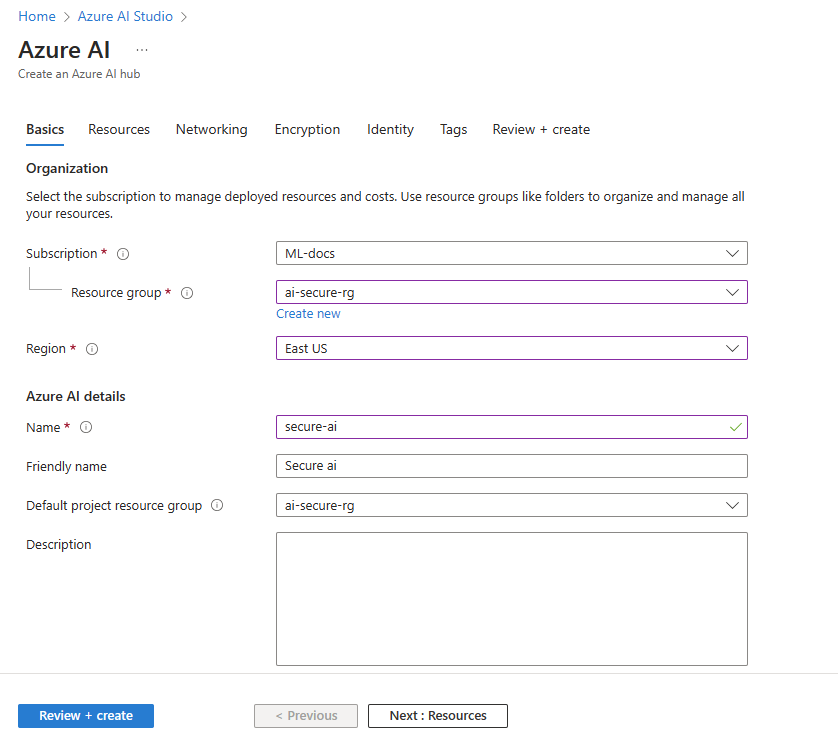 Home > Azure AI Studio >
Azure AI ...
Create an Azure AI hub
Basics Resources Networking Encryption Identity Tags Review + create
Organization
Select the subscription to manage deployed resources and costs. Use resource groups like folders to organize and manage all
your resources.
Subscription * ML-docs
Resource group * ai-secure-rg
Create new
Region * East US
Azure AI details
Name * secure-ai
Friendly name Secure ai
Default project resource group ai-secure-rg
Description
Review + create < Previous Next : Resources